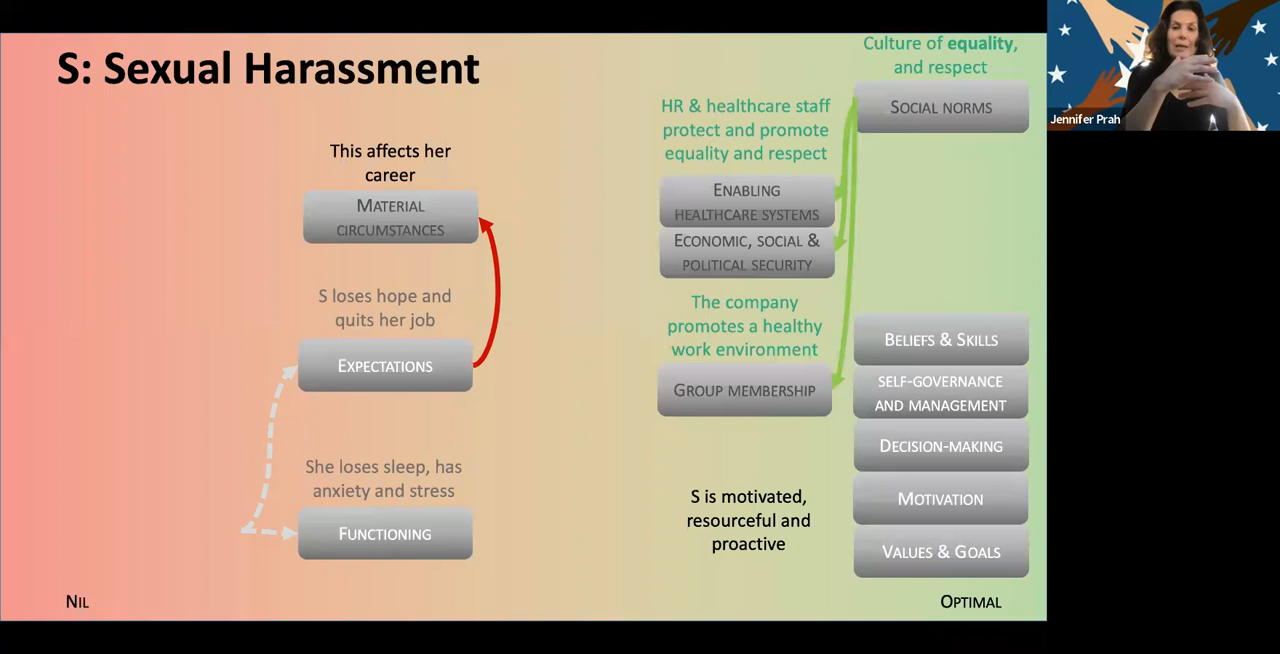 S: Sexual Harassment
This affects her
career
MATERIAL
CIRCUMSTANCES
S loses hope and
quits her job
EXPECTATIONS
She loses sleep, has
anxiety and stress
FUNCTIONING
NIL
Culture of equality,
and respect
SOCIAL NORMS
HR & healthcare staff
protect and promote
equality and respect
ENABLING
HEALTHCARE SYSTEMS
ECONOMIC, SOCIAL &
POLITICAL SECURITY
The company
promotes a healthy
work environment
GROUP MEMBERSHIP
BELIEFS & SKILLS
SELF-GOVERNANCE
AND MANAGEMENT
DECISION-MAKING
MOTIVATION
VALUES & GOALS
S is motivated,
resourceful and
proactive
OPTIMAL
Jennifer Prah